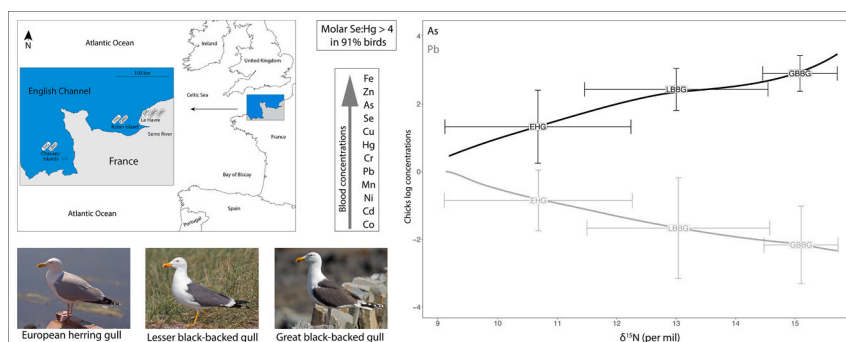 N
Atlantic Ocean
Ireland
United Kingdom
Celtic Sea
100 km
English Channel
Le Havre
Seine River
Chausey
Islands
France
France
Bay of Biscay
Atlantic Ocean
Spain
Portugal
Molar Se:Hg > 4
in 91% birds
Blood concentrations
Fe
Zn
As
Se
Cu
Hg
Cr
Pb
Mn
Ni
Cd
Co
European herring gull
Lesser black-backed gull
Great black-backed gull
As
Pb
Chicks log concentrations
4
2
0
−2
−4
EHG
LBBG
GBBG
EHG
LBBG
GBBG
9
10
11
12
13
14
15
δ¹⁵N (per mil)